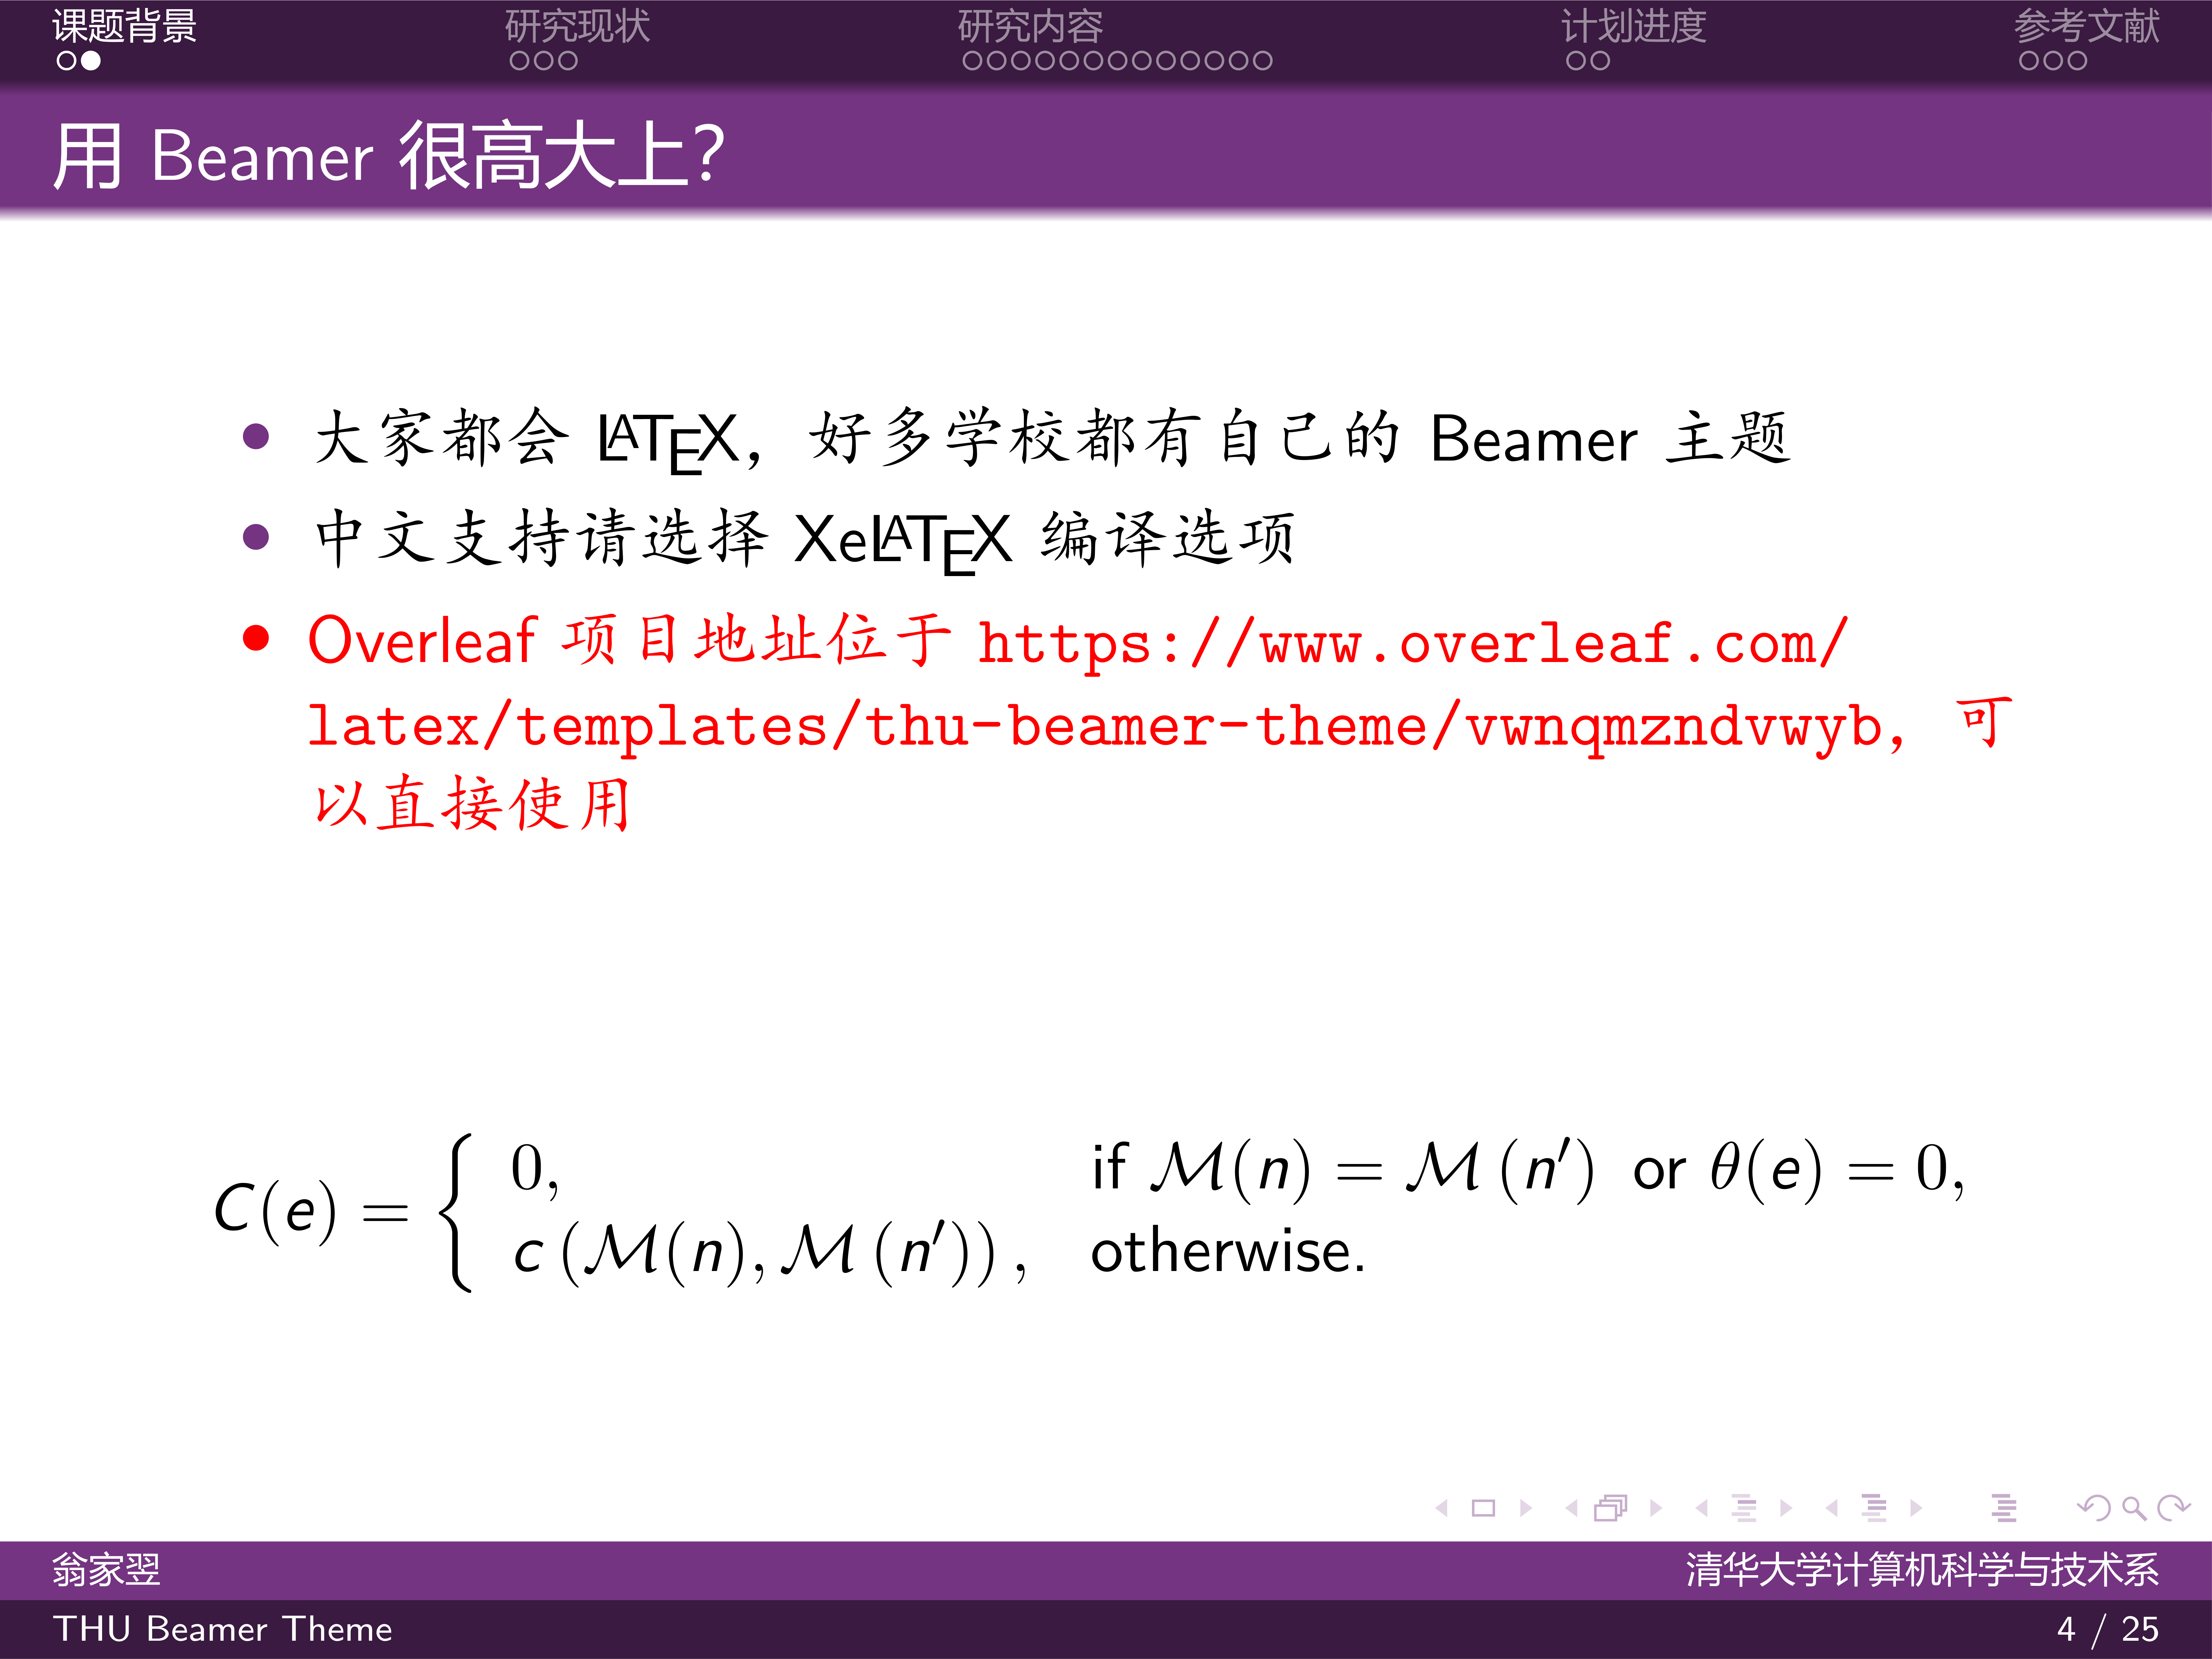 课题背景 研究现状 研究内容 计划进度 参考文献
用 Beamer 很高大上？
• 大家都会 LATEX，好多学校都有自己的 Beamer 主题
• 中文支持请选择 XeLATEX 编译选项
• Overleaf 项目地址位于 https://www.overleaf.com/
latex/templates/thu-beamer-theme/vwnqmzndvwyb，可
以直接使用
C(e) = { 0, if ℳ(n) = ℳ(n′) or θ(e) = 0,
c(ℳ(n), ℳ(n′)), otherwise.
翁家翌 清华大学计算机科学与技术系
THU Beamer Theme 4 / 25